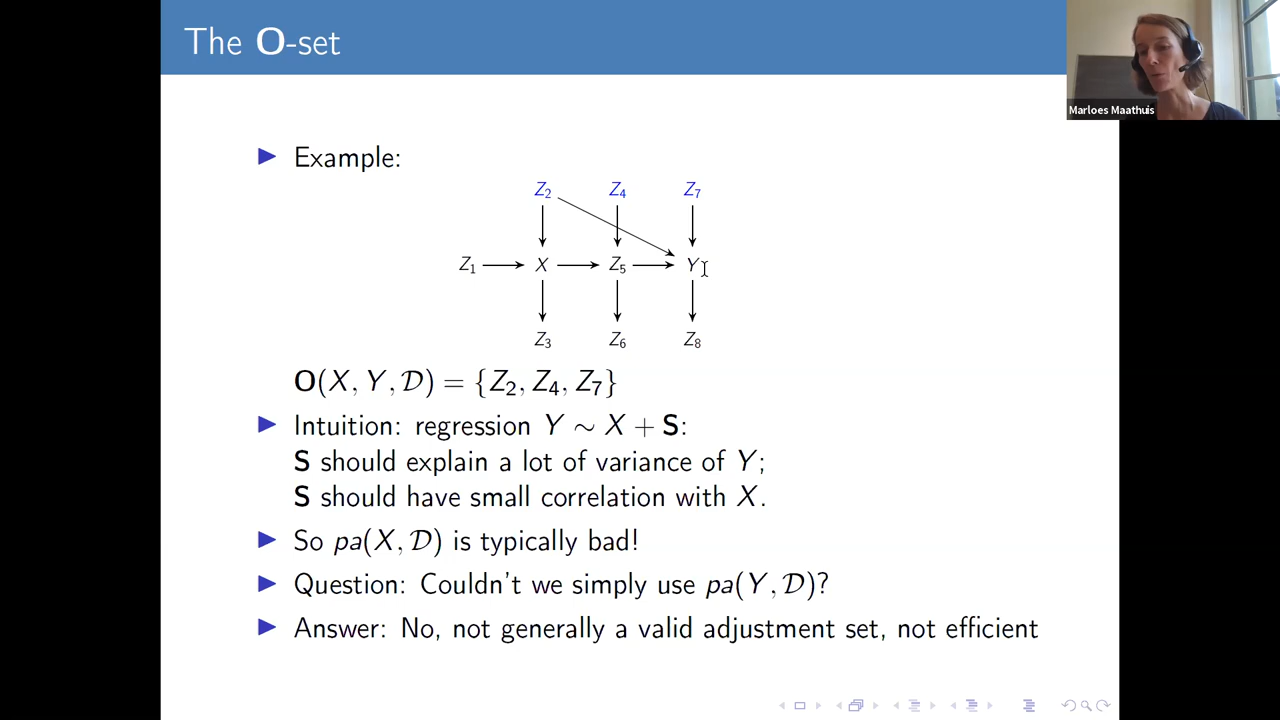 The O-set
Marloes Maathuis
▶ Example:
Z₂ Z₄ Z₇
Z₁ X Z₅ Y
Z₃ Z₆ Z₈
O(X, Y, 𝒟) = {Z₂, Z₄, Z₇}
▶ Intuition: regression Y ∼ X + S:
S should explain a lot of variance of Y;
S should have small correlation with X.
▶ So pa(X, 𝒟) is typically bad!
▶ Question: Couldn't we simply use pa(Y, 𝒟)?
▶ Answer: No, not generally a valid adjustment set, not efficient